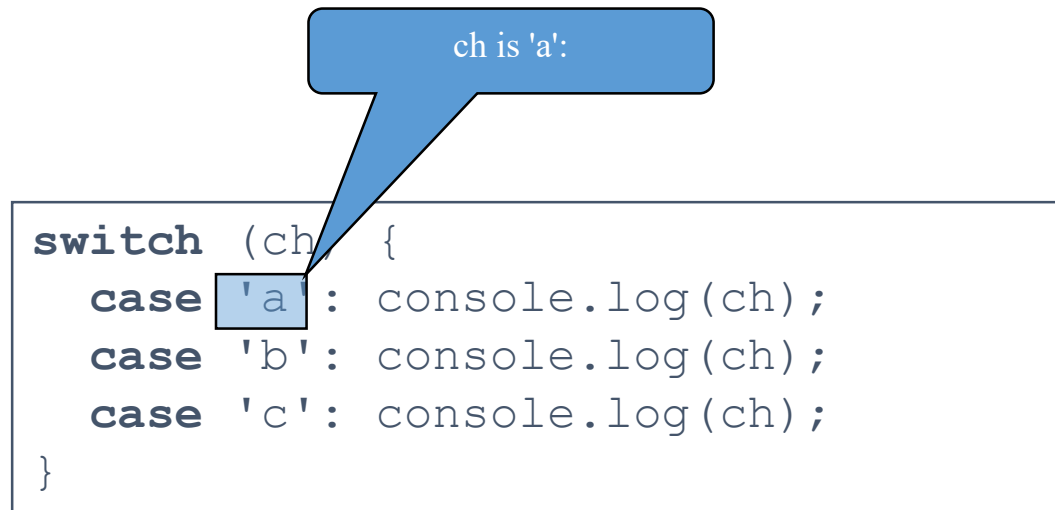 ch is 'a':
switch (ch) {
  case 'a': console.log(ch);
  case 'b': console.log(ch);
  case 'c': console.log(ch);
}